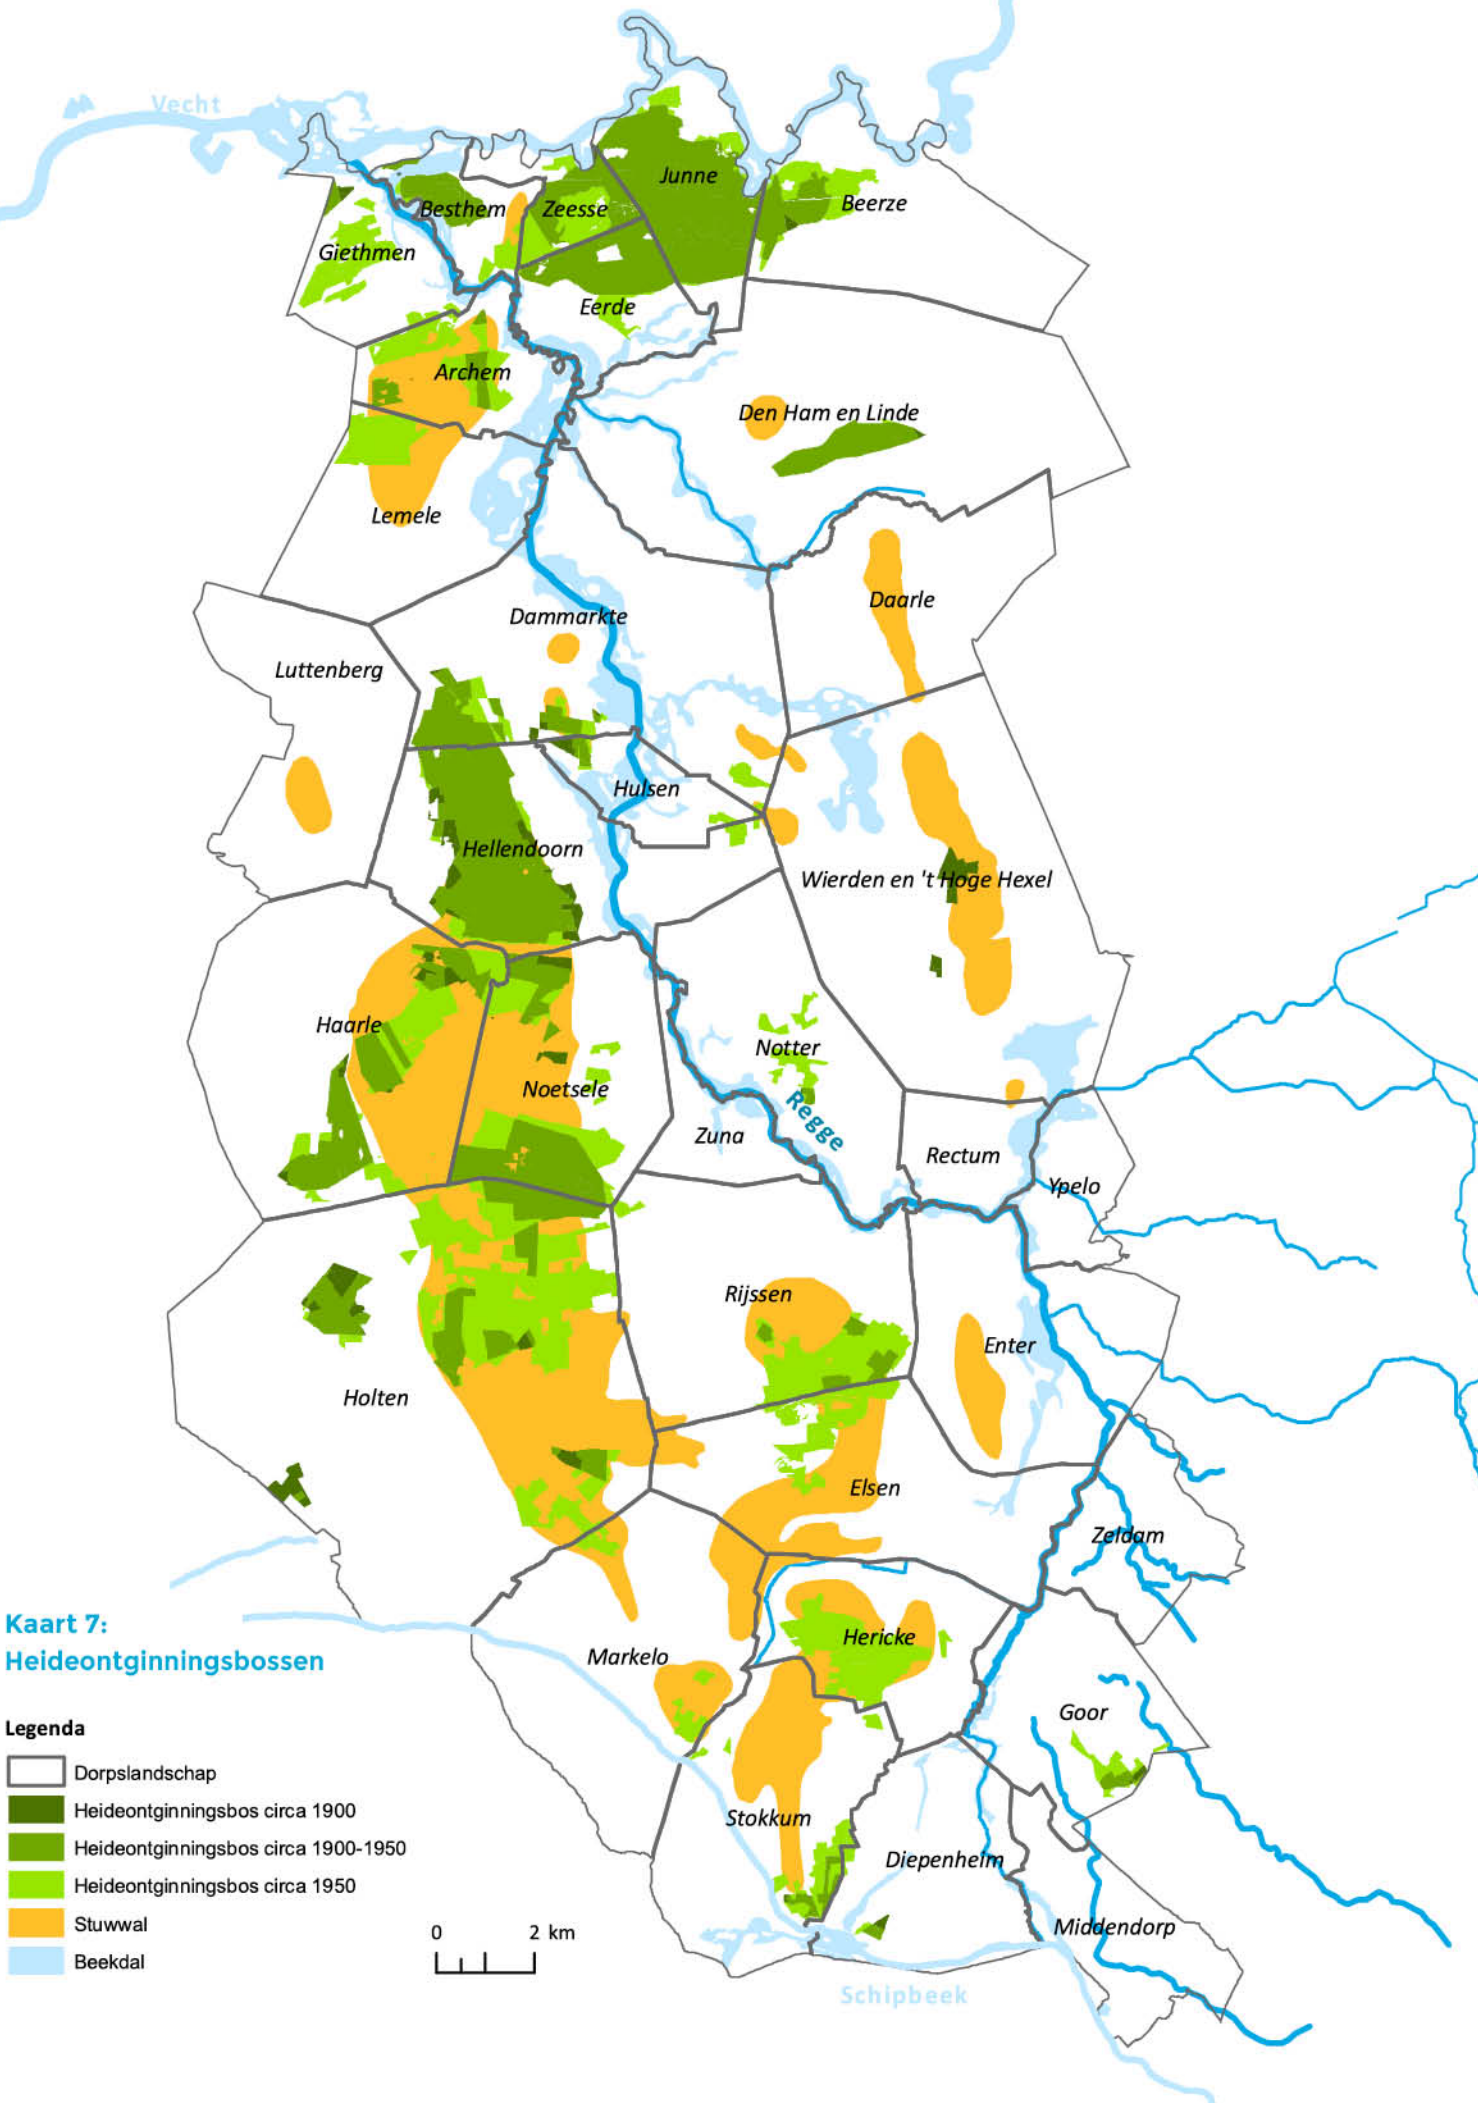 Vecht
Junne
Beerze
Besthem
Zeesse
Giethmen
Eerde
Archem
Den Ham en Linde
Lemele
Daarle
Dammarkte
Luttenberg
Hulsen
Hellendoorn
Wierden en 't Hoge Hexel
Haarle
Notter
Noetsele
Regge
Zuna
Rectum
Ypelo
Rijssen
Enter
Holten
Elsen
Zeldam
Kaart 7:
Heideontginningsbossen
Hericke
Markelo
Goor
Legenda
Dorpslandschap
Heideontginningsbos circa 1900
Stokkum
Heideontginningsbos circa 1900-1950
Diepenheim
Heideontginningsbos circa 1950
Stuwwal
0 2 km
Middendorp
Beekdal
Schipbeek